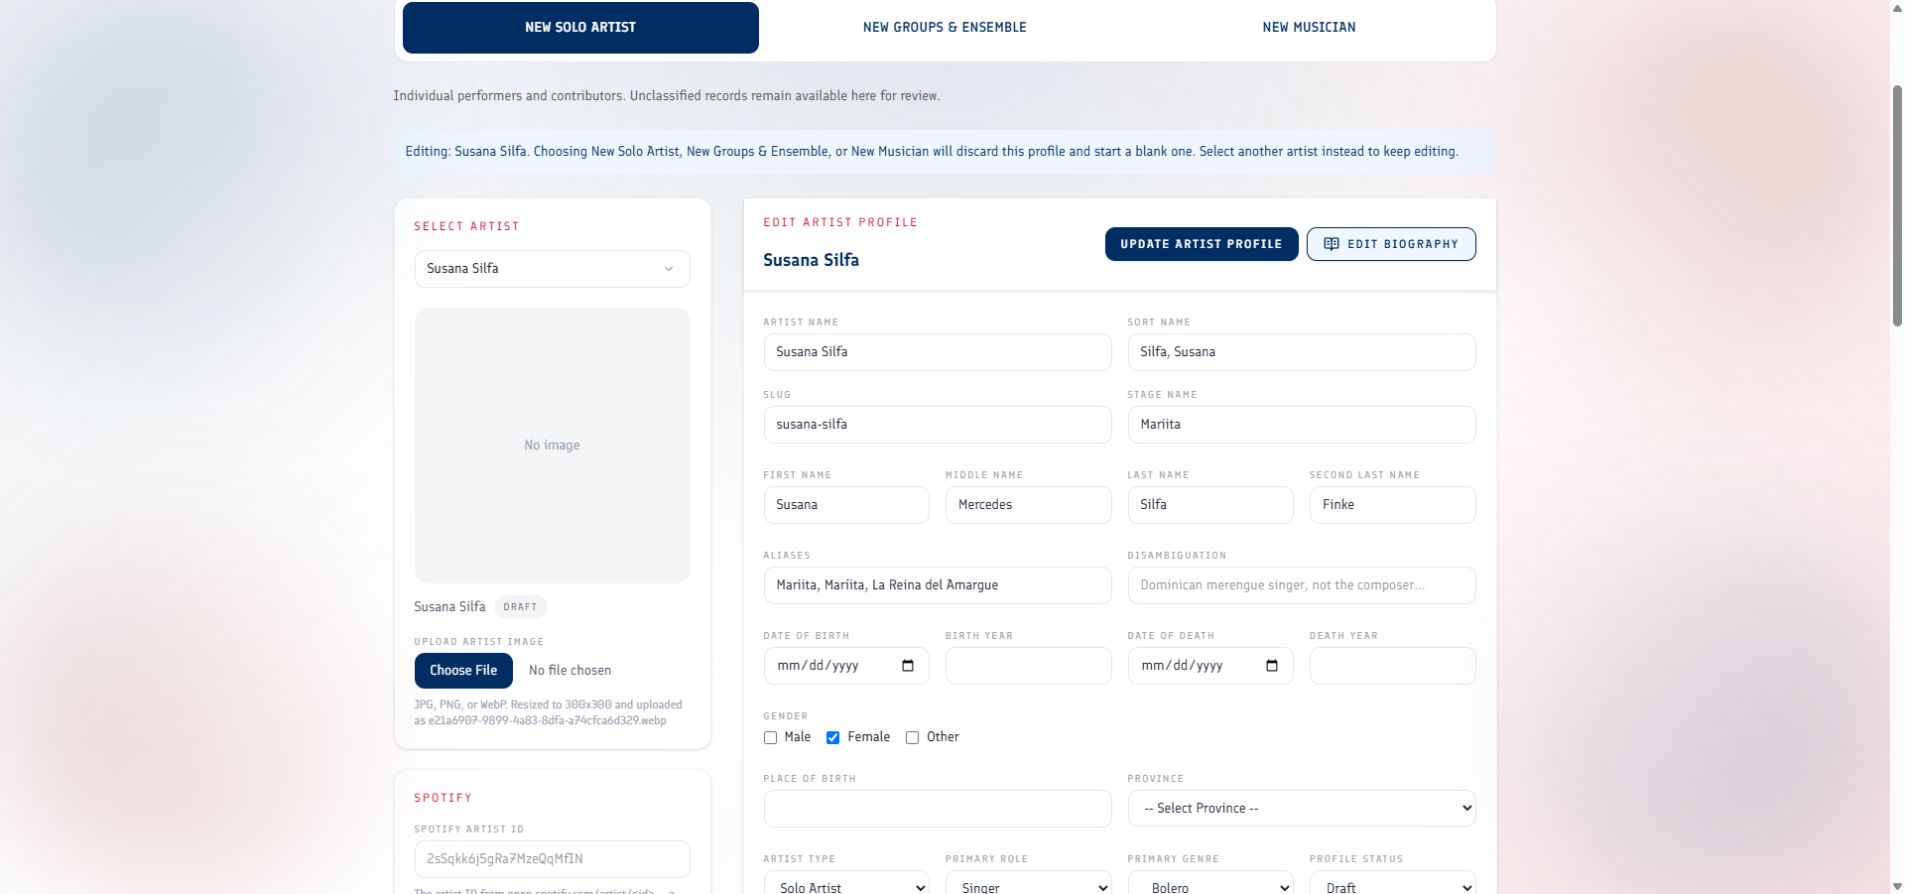 NEW SOLO ARTIST
NEW GROUPS & ENSEMBLE
NEW MUSICIAN
Individual performers and contributors. Unclassified records remain available here for review.
Editing: Susana Silfa. Choosing New Solo Artist, New Groups & Ensemble, or New Musician will discard this profile and start a blank one. Select another artist instead to keep editing.
SELECT ARTIST
Susana Silfa
No image
Susana Silfa DRAFT
UPLOAD ARTIST IMAGE
Choose File No file chosen
JPG, PNG, or WebP. Resized to 300x300 and uploaded
as e21a6907-9899-4a83-8dfa-a74cfca6d329.webp
SPOTIFY
SPOTIFY ARTIST ID
2sSqkk6j5gRa7MzeQqMfIN
EDIT ARTIST PROFILE
Susana Silfa
UPDATE ARTIST PROFILE
EDIT BIOGRAPHY
ARTIST NAME
Susana Silfa
SORT NAME
Silfa, Susana
SLUG
susana-silfa
STAGE NAME
Mariita
FIRST NAME
Susana
MIDDLE NAME
Mercedes
LAST NAME
Silfa
SECOND LAST NAME
Finke
ALIASES
Mariita, Maríita, La Reina del Amargue
DISAMBIGUATION
Dominican merengue singer, not the composer...
DATE OF BIRTH
mm/dd/yyyy
BIRTH YEAR
DATE OF DEATH
mm/dd/yyyy
DEATH YEAR
GENDER
Male Female Other
PLACE OF BIRTH
PROVINCE
-- Select Province --
ARTIST TYPE
Solo Artist
PRIMARY ROLE
Singer
PRIMARY GENRE
Bolero
PROFILE STATUS
Draft